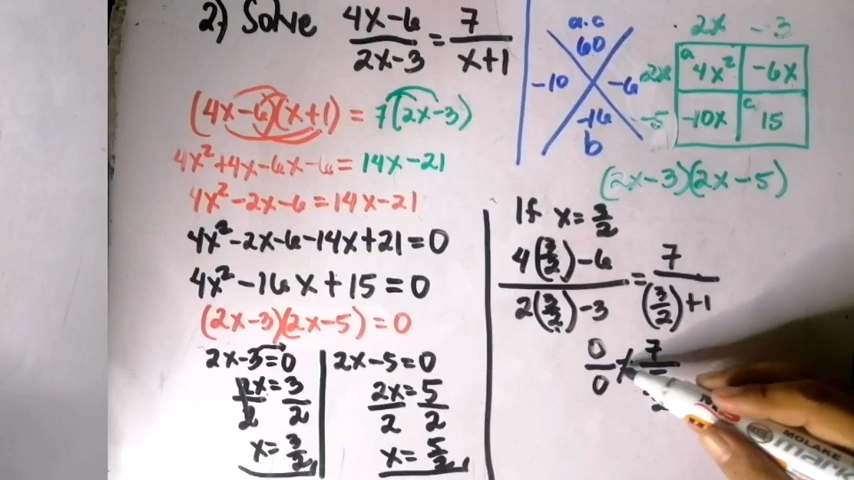 2) Solve (4x-6)/(2x-3) = 7/(x+1)
(4x-6)(x+1) = 7(2x-3)
4x²+4x-6x-6 = 14x-21
4x²-2x-6 = 14x-21
4x²-2x-6-14x+21=0
4x²-16x+15=0
(2x-3)(2x-5)=0
2x-3=0
2x/2=3/2
x=3/2
2x-5=0
2x/2=5/2
x=5/2
a.c
60
-10 -6
-16
b
2x -3
2x a 4x² -6x
-5 -10x c 15
(2x-3)(2x-5)
If x=3/2
(4(3/2)-6)/(2(3/2)-3) = 7/((3/2)+1)
0/0 ≠ 7/
2
MOLAKE
marker